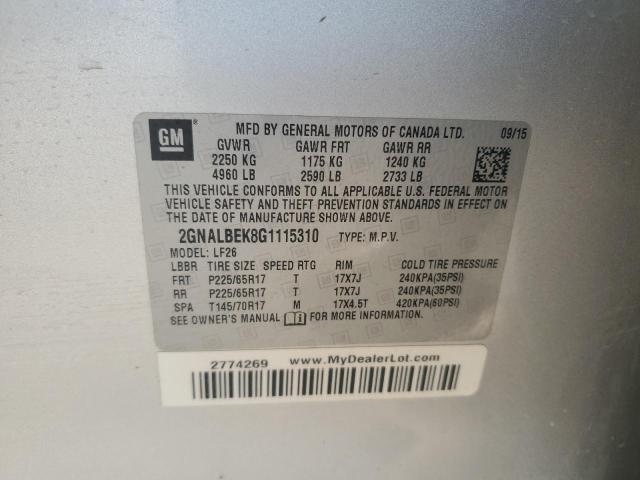 GM
MFD BY GENERAL MOTORS OF CANADA LTD. 09/15
GVWR GAWR FRT GAWR RR
2250 KG 1175 KG 1240 KG
4960 LB 2590 LB 2733 LB
THIS VEHICLE CONFORMS TO ALL APPLICABLE U.S. FEDERAL MOTOR
VEHICLE SAFETY AND THEFT PREVENTION STANDARDS IN EFFECT ON THE
DATE OF MANUFACTURE SHOWN ABOVE.
2GNALBEK8G1115310 TYPE: M.P.V.
MODEL: LF26
LBBR TIRE SIZE SPEED RTG RIM COLD TIRE PRESSURE
FRT P225/65R17 T 17X7J 240KPA(35PSI)
RR P225/65R17 T 17X7J 240KPA(35PSI)
SPA T145/70R17 M 17X4.5T 420KPA(60PSI)
SEE OWNER'S MANUAL FOR MORE INFORMATION
2774269 www.MyDealerLot.com